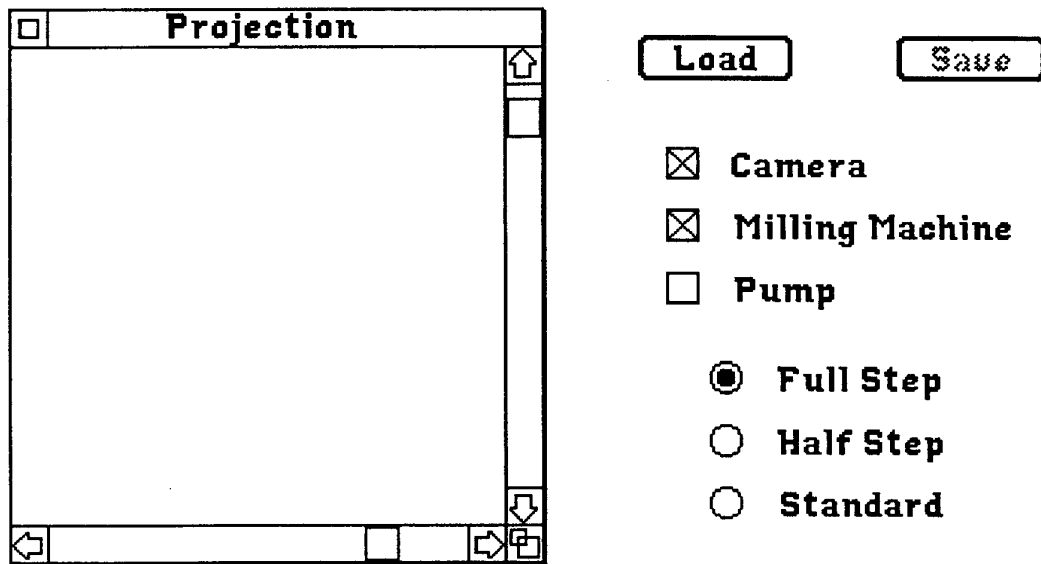 Projection
Load
Save
Camera
Milling Machine
Pump
Full Step
Half Step
Standard